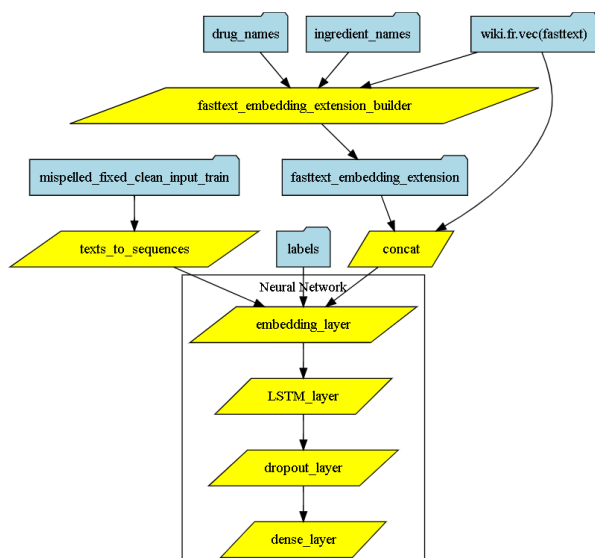 drug_names
ingredient_names
wiki.fr.vec(fasttext)
fasttext_embedding_extension_builder
mispelled_fixed_clean_input_train
fasttext_embedding_extension
texts_to_sequences
labels
concat
Neural Network
embedding_layer
LSTM_layer
dropout_layer
dense_layer